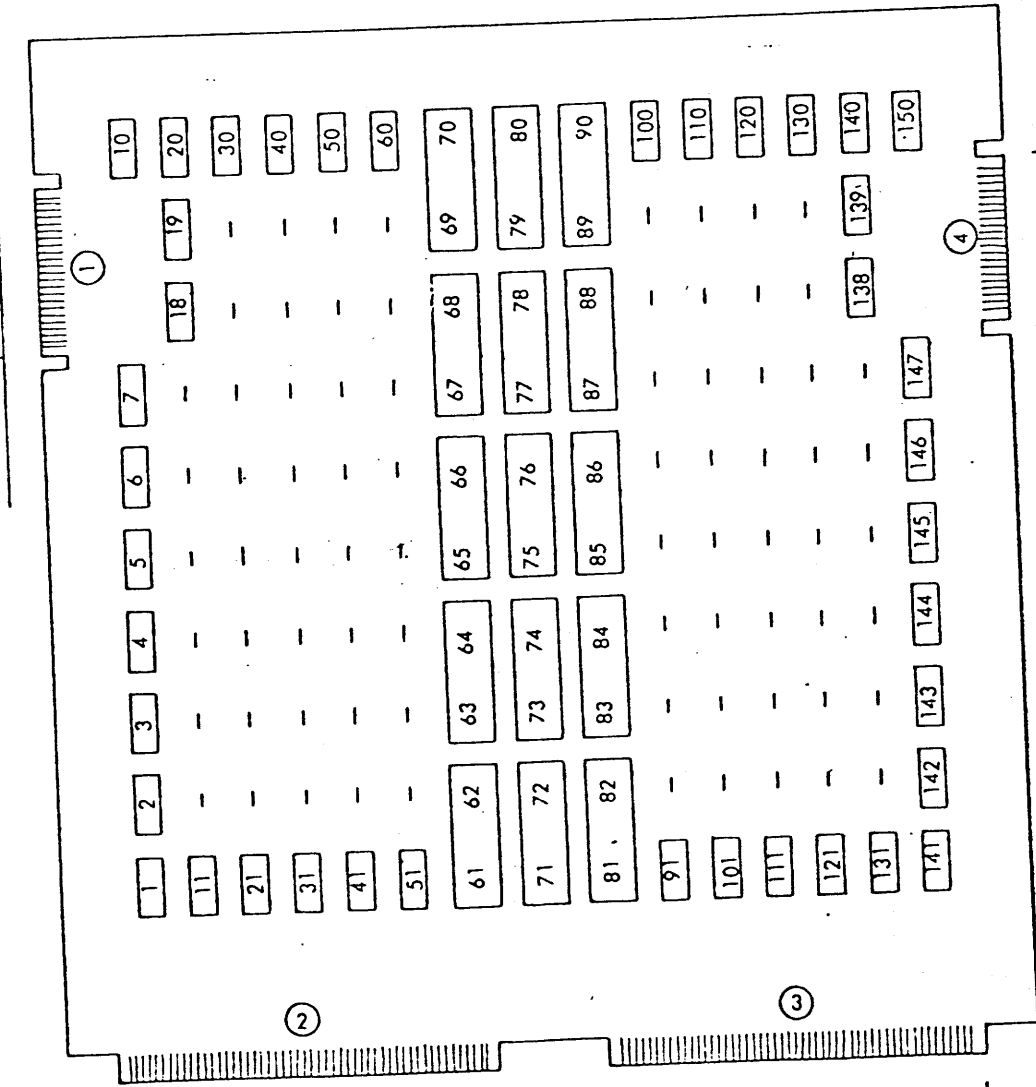 ①
1 2 3 4 5 6 7 10
11 – – – – – – 18 19 20
21 – – – – – – – – 30
②
31 – – – – – – – – 40
41 – – – – – – – – 50
51 – – – – – – – – 60
61 62 63 64 65 66 67 68 69 70
71 72 73 74 75 76 77 78 79 80
81 82 83 84 85 86 87 88 89 90
91 – – – – – – – – 100
101 – – – – – – – – 110
111 – – – – – – – – 120
③
121 – – – – – – – – 130
131 – – – – – – 138 139 140
141 142 143 144 145 146 147 150
④